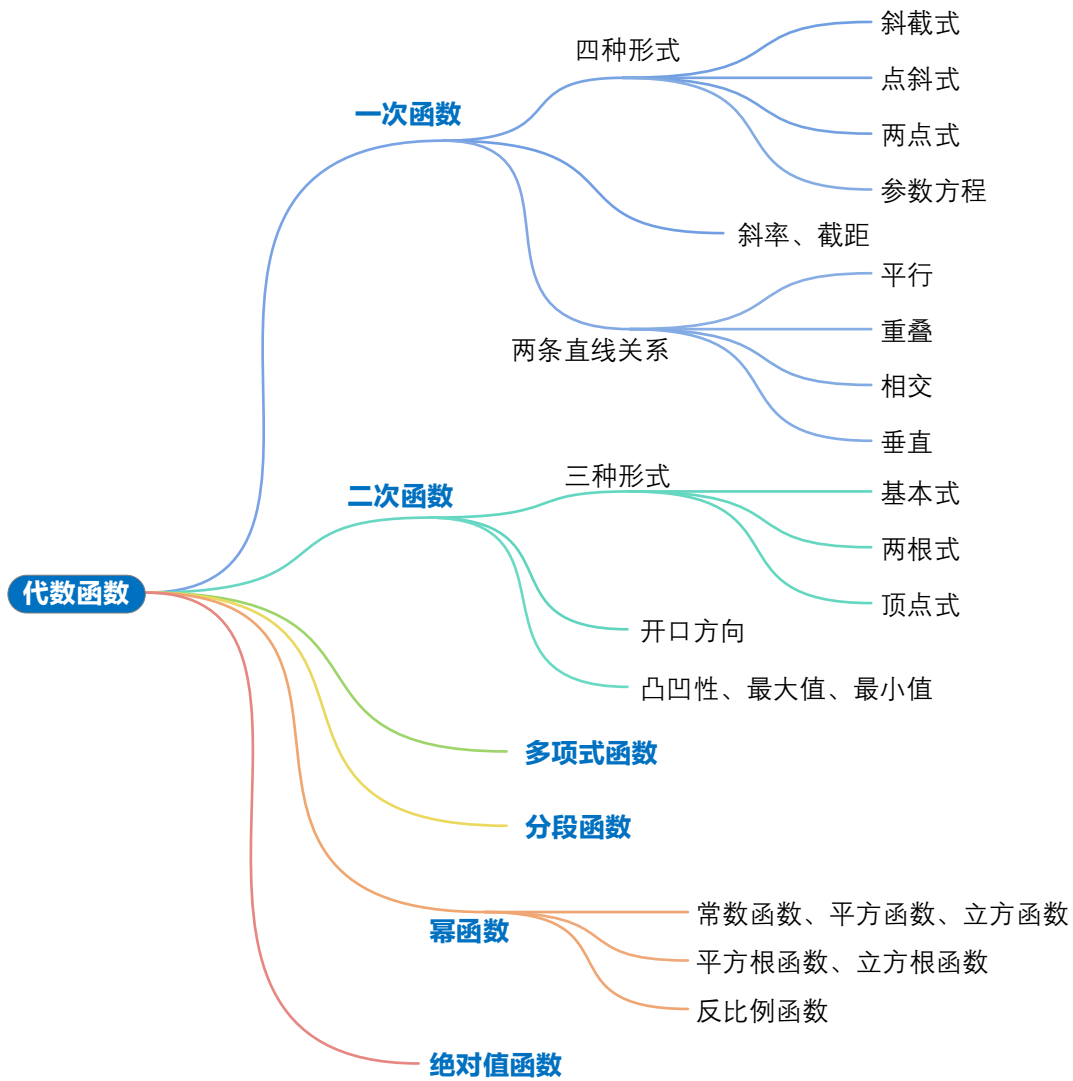 斜截式
四种形式
点斜式
一次函数
两点式
参数方程
斜率、截距
平行
重叠
两条直线关系
相交
垂直
三种形式
二次函数
基本式
两根式
代数函数
顶点式
开口方向
凸凹性、最大值、最小值
多项式函数
分段函数
常数函数、平方函数、立方函数
幂函数
平方根函数、立方根函数
反比例函数
绝对值函数